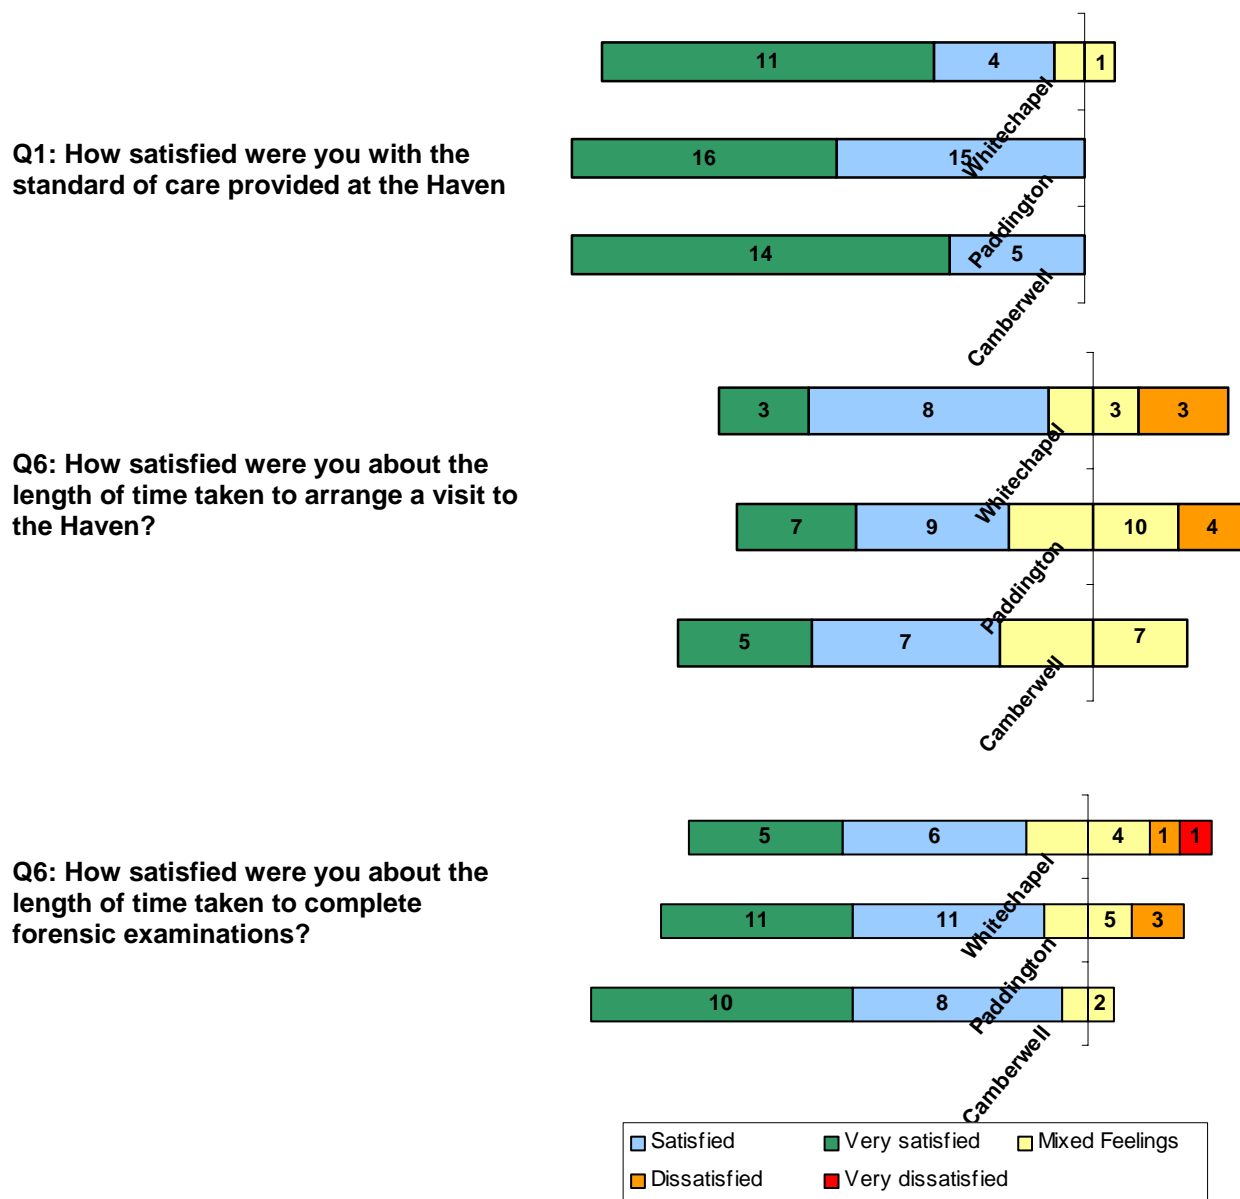 11 4 1
Whitechapel
Q1: How satisfied were you with the
standard of care provided at the Haven
16 15
Paddington
14 5
Camberwell
3 8 3 3
Whitechapel
Q6: How satisfied were you about the
length of time taken to arrange a visit to
the Haven?
7 9 10 4
Paddington
5 7 7
Camberwell
5 6 4 1 1
Whitechapel
Q6: How satisfied were you about the
length of time taken to complete
forensic examinations?
11 11 5 3
Paddington
10 8 2
Camberwell
Satisfied Very satisfied Mixed Feelings
Dissatisfied Very dissatisfied